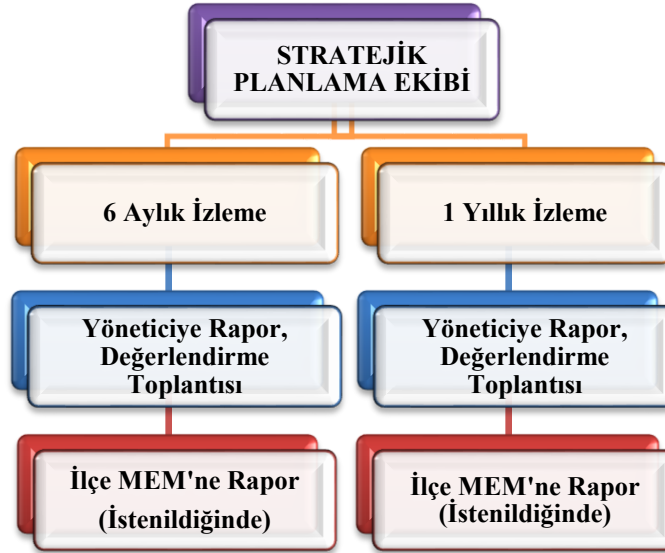 STRATEJİK
PLANLAMA EKİBİ
6 Aylık İzleme
1 Yıllık İzleme
Yöneticiye Rapor,
Değerlendirme
Toplantısı
Yöneticiye Rapor,
Değerlendirme
Toplantısı
İlçe MEM'ne Rapor
(İstenildiğinde)
İlçe MEM'ne Rapor
(İstenildiğinde)